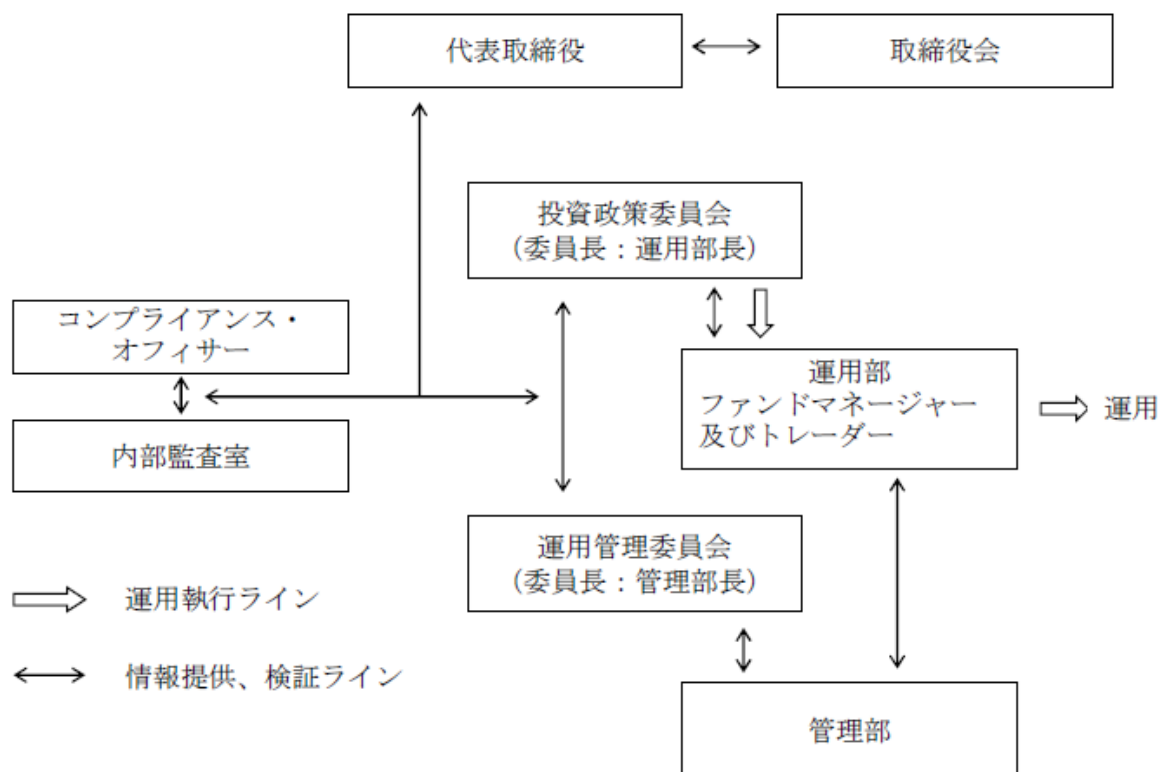 代表取締役
取締役会
投資政策委員会
（委員長：運用部長）
コンプライアンス・
オフィサー
運用部
ファンドマネージャー
及びトレーダー
運用
内部監査室
運用管理委員会
（委員長：管理部長）
運用執行ライン
情報提供、検証ライン
管理部